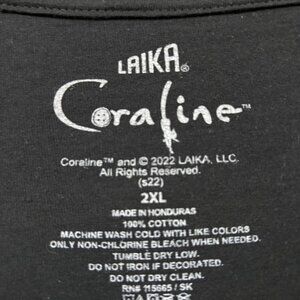 LAIKA®
Coraline™
Coraline™ and © 2022 LAIKA, LLC.
All Rights Reserved.
(s22)
2XL
MADE IN HONDURAS
100% COTTON
MACHINE WASH COLD WITH LIKE COLORS
ONLY NON-CHLORINE BLEACH WHEN NEEDED.
TUMBLE DRY LOW.
DO NOT IRON IF DECORATED.
DO NOT DRY CLEAN.
RN# 115665 / SK